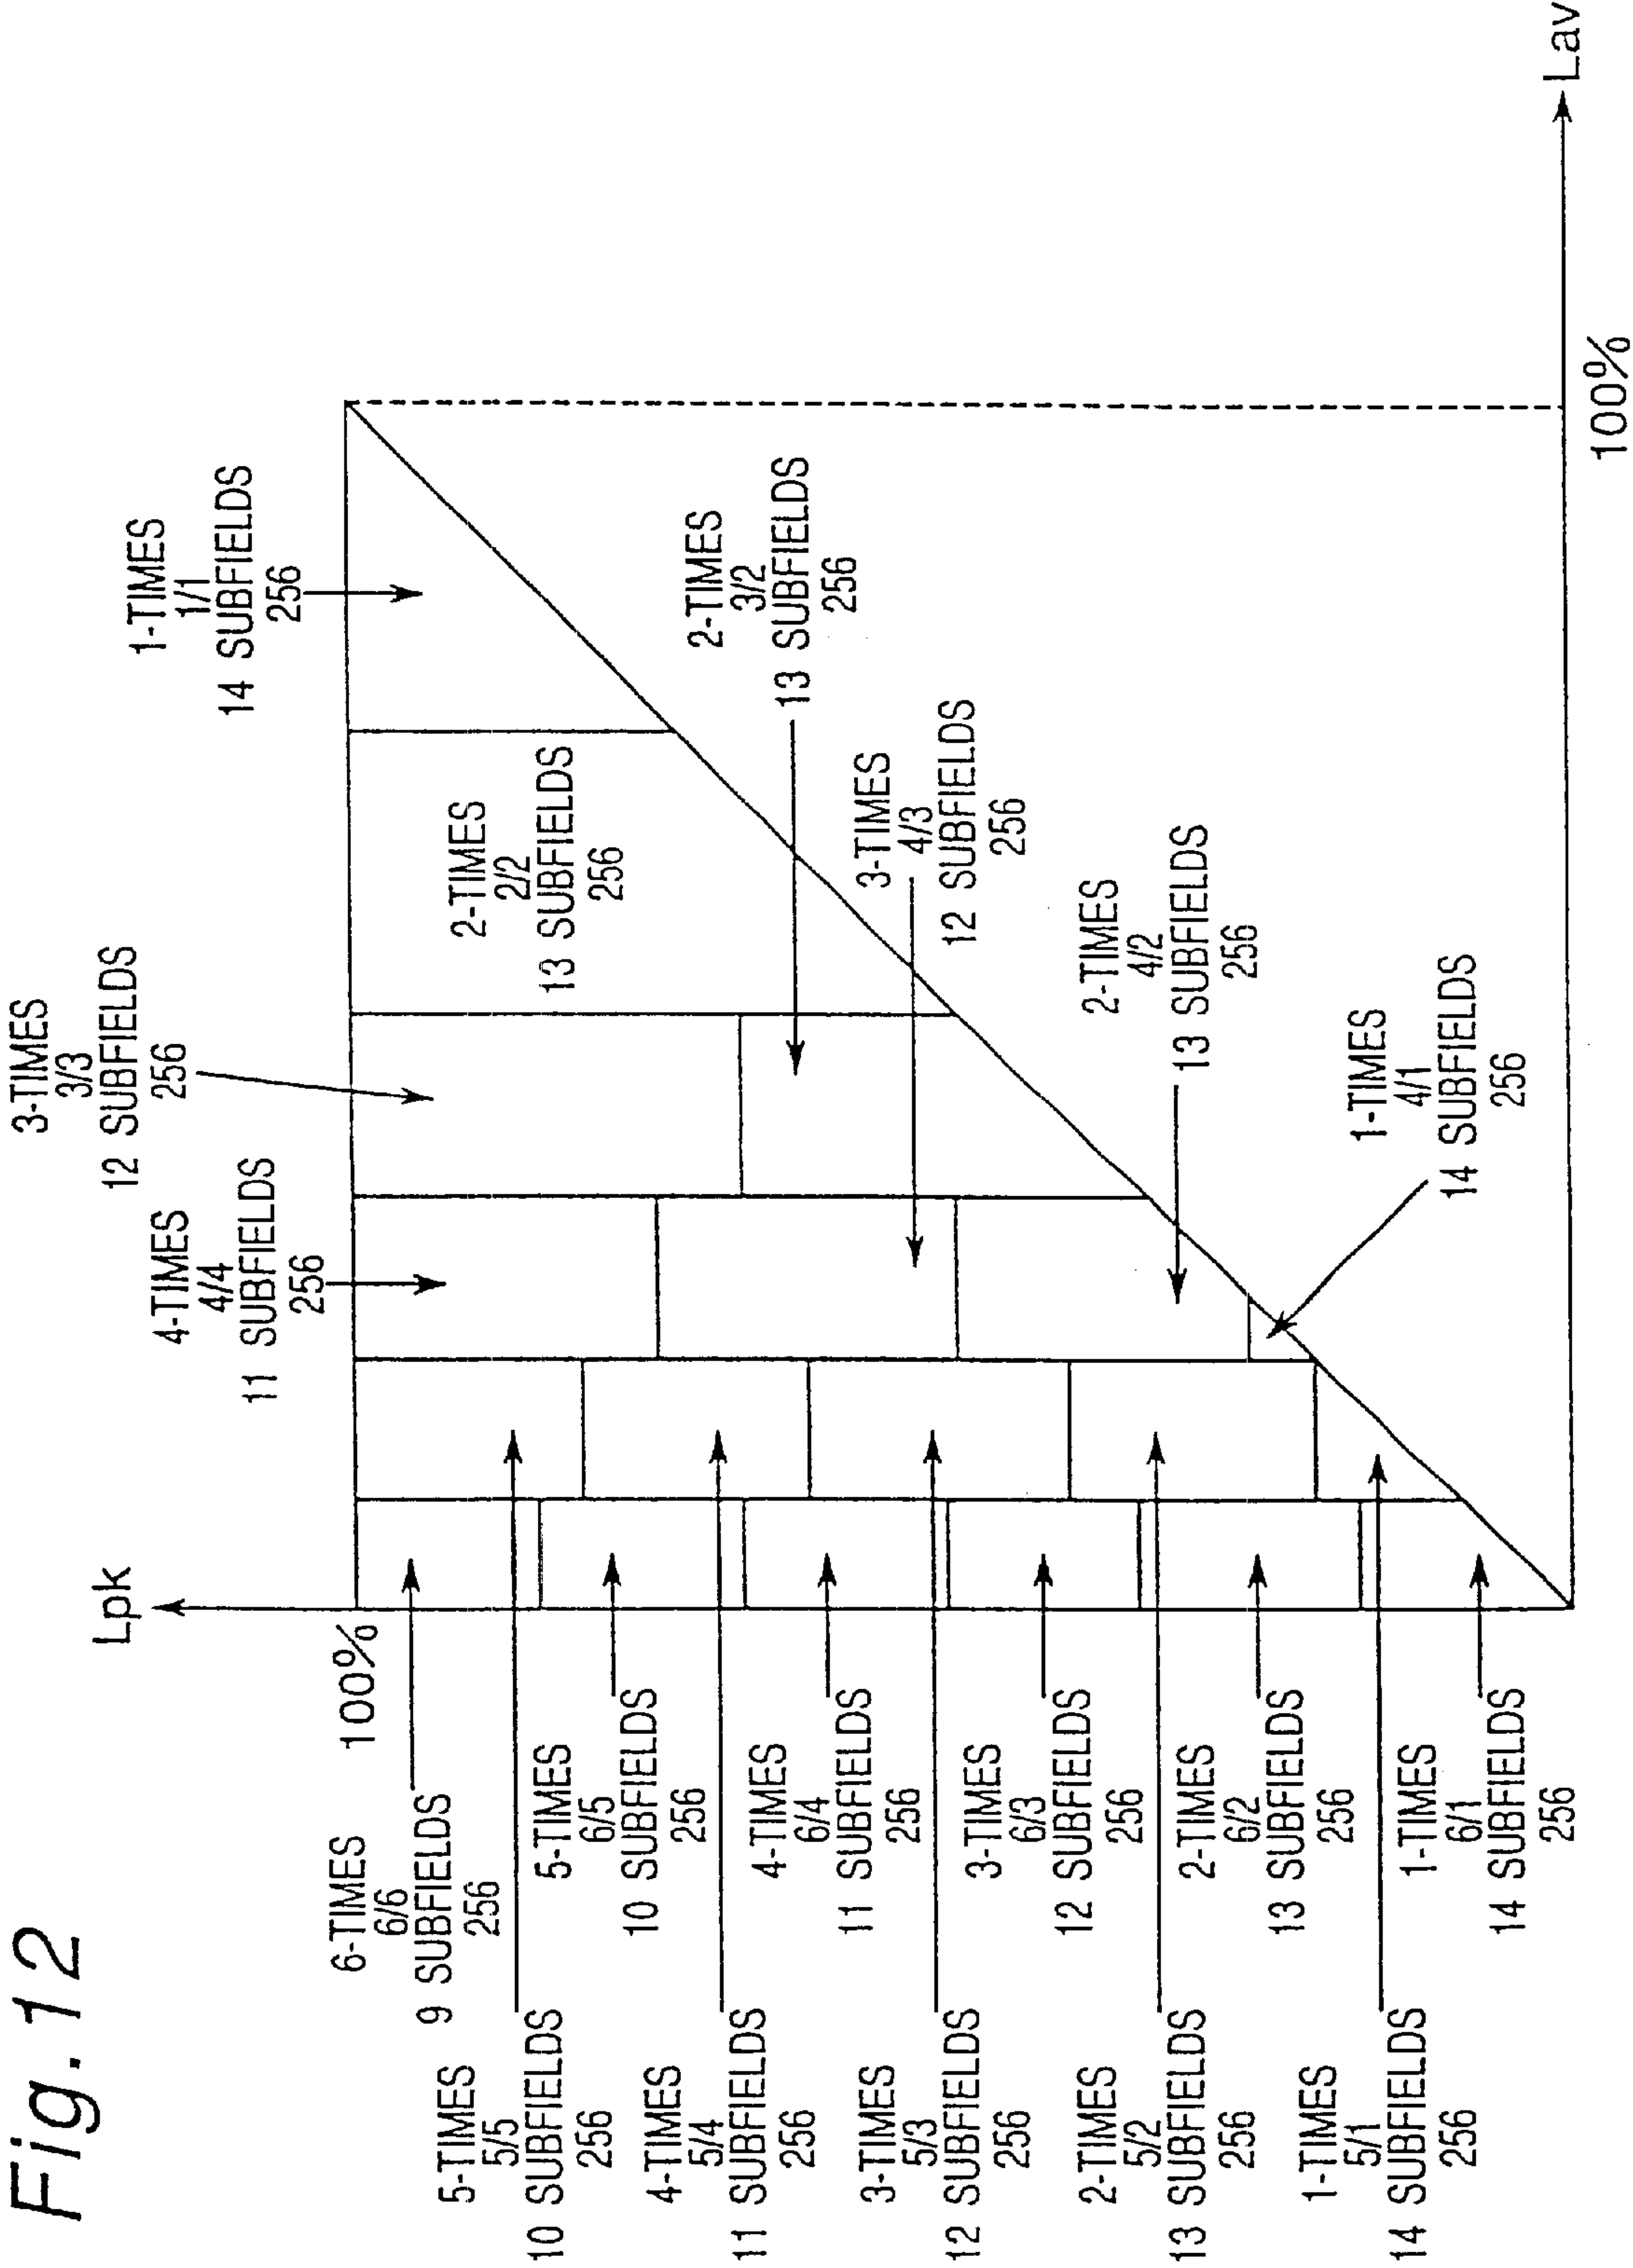 Fig.12
Lpk
100%
6-TIMES
6/6
9 SUBFIELDS
256
5-TIMES
5/5
10 SUBFIELDS
256
5-TIMES
6/5
10 SUBFIELDS
256
4-TIMES
5/4
11 SUBFIELDS
256
4-TIMES
6/4
11 SUBFIELDS
256
3-TIMES
5/3
12 SUBFIELDS
256
3-TIMES
6/3
12 SUBFIELDS
256
2-TIMES
5/2
13 SUBFIELDS
256
2-TIMES
6/2
13 SUBFIELDS
256
1-TIMES
5/1
14 SUBFIELDS
256
1-TIMES
6/1
14 SUBFIELDS
256
4-TIMES
4/4
11 SUBFIELDS
256
3-TIMES
3/3
12 SUBFIELDS
256
2-TIMES
2/2
13 SUBFIELDS
256
1-TIMES
1/1
14 SUBFIELDS
256
2-TIMES
3/2
13 SUBFIELDS
256
3-TIMES
4/3
12 SUBFIELDS
256
2-TIMES
4/2
13 SUBFIELDS
256
1-TIMES
4/1
14 SUBFIELDS
256
100%
Lav